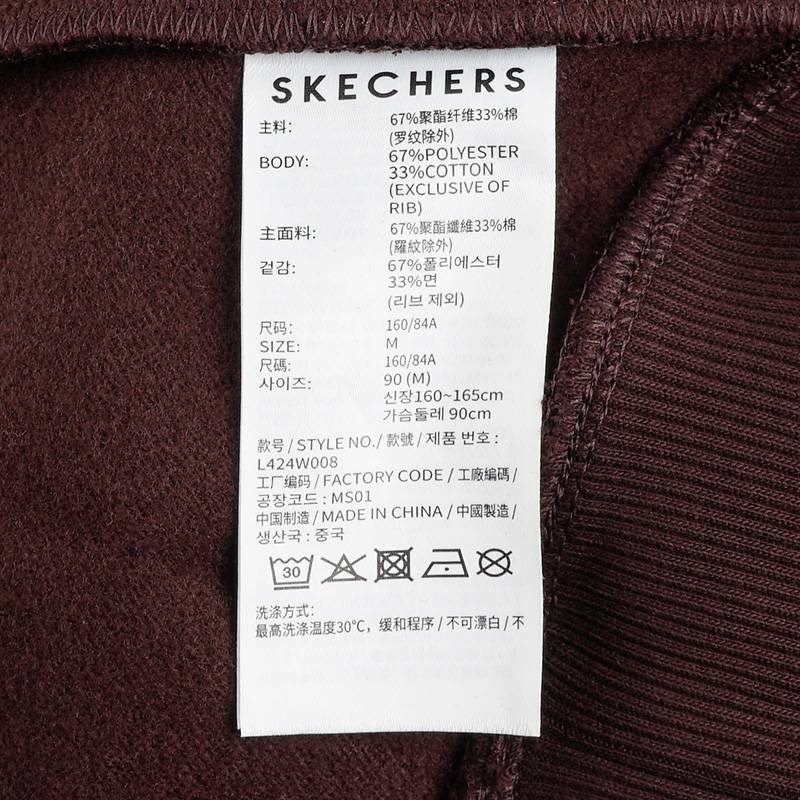 SKECHERS
主料: 67%聚酯纤维33%棉
(罗纹除外)
BODY: 67%POLYESTER
33%COTTON
(EXCLUSIVE OF
RIB)
主面料: 67%聚酯纖維33%棉
(羅紋除外)
겉감: 67%폴리에스터
33%면
(리브 제외)
尺码: 160/84A
SIZE: M
尺碼: 160/84A
사이즈: 90 (M)
신장160~165cm
가슴둘레 90cm
款号 / STYLE NO./ 款號 / 제품 번호 :
L424W008
工厂编码 / FACTORY CODE / 工廠編碼 /
공장코드 : MS01
中国制造 / MADE IN CHINA / 中國製造 /
생산국 : 중국
30
洗涤方式:
最高洗涤温度30℃，缓和程序 / 不可漂白 / 不